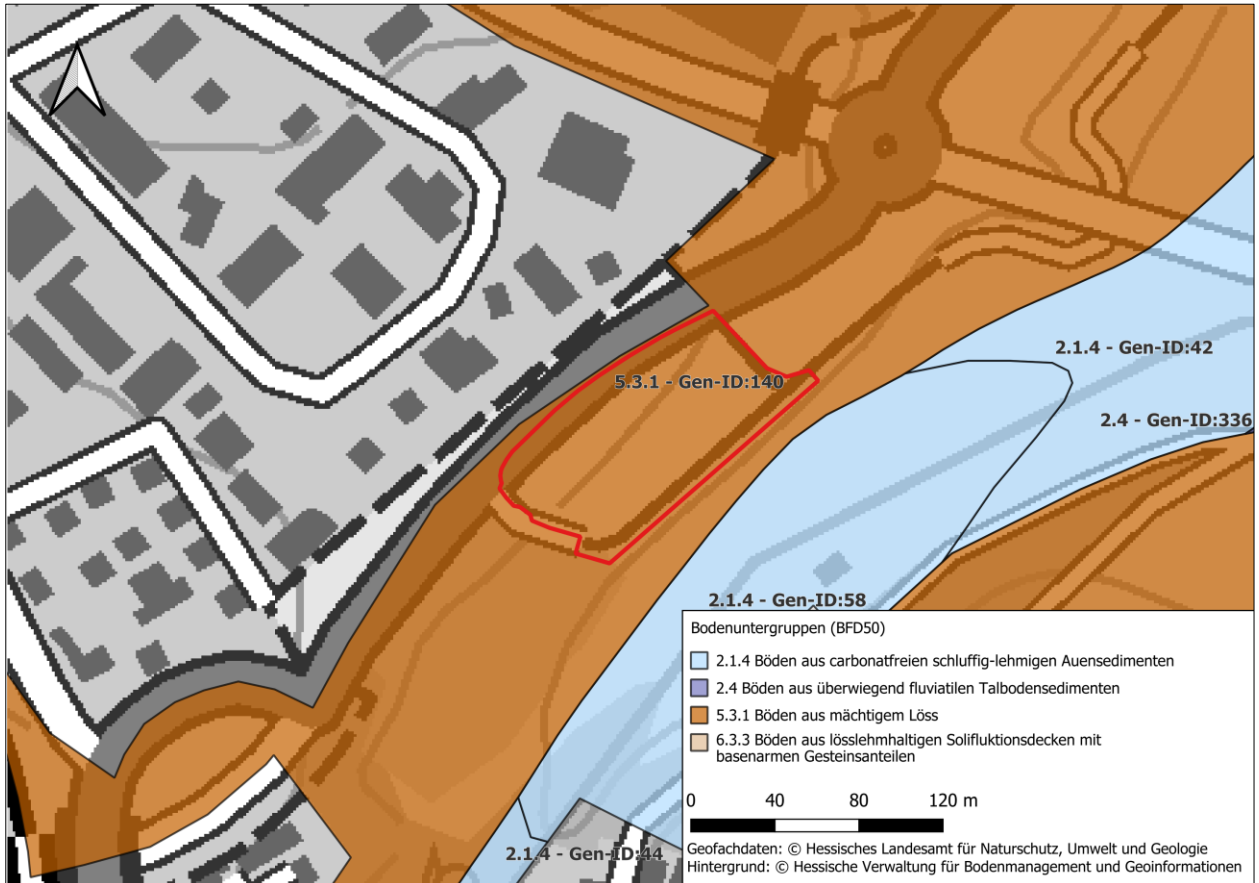 2.1.4 - Gen-ID:42
5.3.1 - Gen-ID:140
2.4 - Gen-ID:336
2.1.4 - Gen-ID:58
Bodenuntergruppen (BFD50)
2.1.4 Böden aus carbonatfreien schluffig-lehmigen Auensedimenten
2.4 Böden aus überwiegend fluviatilen Talbodensedimenten
5.3.1 Böden aus mächtigem Löss
6.3.3 Böden aus lösslehmhaltigen Solifluktionsdecken mit
basenarmen Gesteinsanteilen
0 40 80 120 m
2.1.4 - Gen-ID:44
Geofachdaten: © Hessisches Landesamt für Naturschutz, Umwelt und Geologie
Hintergrund: © Hessische Verwaltung für Bodenmanagement und Geoinformationen